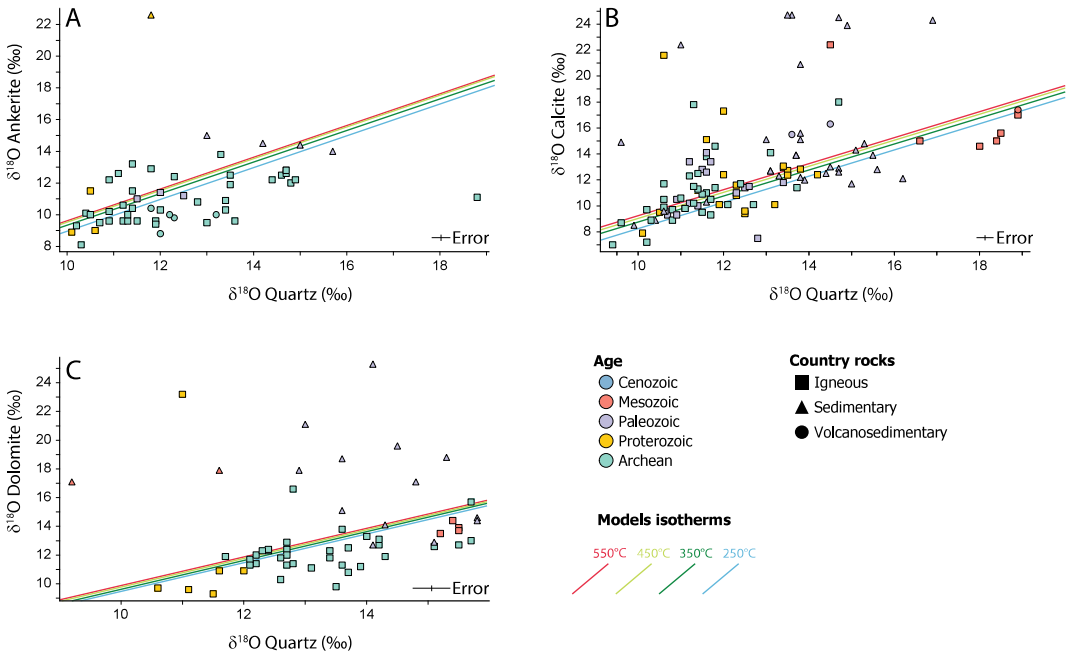 A
δ18O Ankerite (‰)
22
20
18
16
14
12
10
8
10 12 14 16 18
Error
δ18O Quartz (‰)
B
δ18O Calcite (‰)
24
22
20
18
16
14
12
10
8
10 12 14 16 18
Error
δ18O Quartz (‰)
C
δ18O Dolomite (‰)
24
22
20
18
16
14
12
10
10 12 14
Error
δ18O Quartz (‰)
Age
Cenozoic
Mesozoic
Paleozoic
Proterozoic
Archean
Country rocks
Igneous
Sedimentary
Volcanosedimentary
Models isotherms
550°C 450°C 350°C 250°C